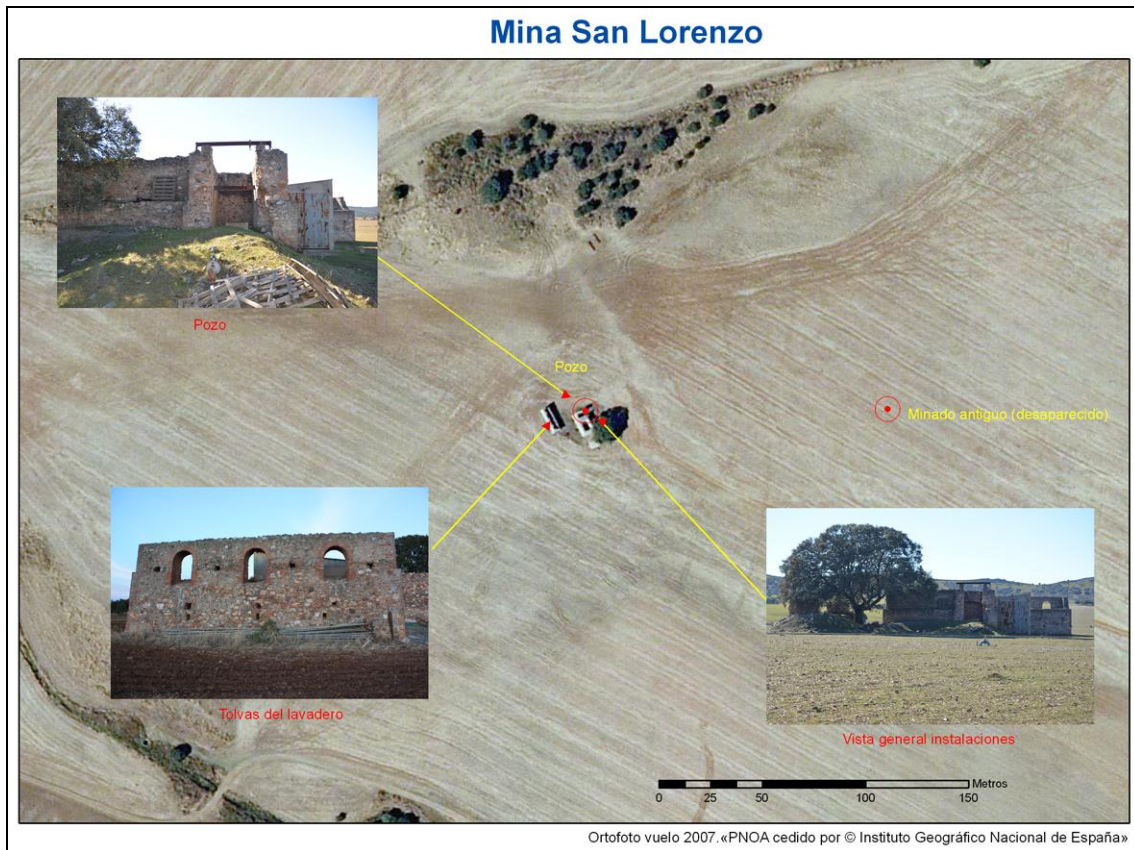 Mina San Lorenzo
Pozo
Pozo
Minado antiguo (desaparecido)
Tolvas del lavadero
Vista general instalaciones
Metros
0 25 50 100 150
Ortofoto vuelo 2007.«PNOA cedido por © Instituto Geográfico Nacional de España»